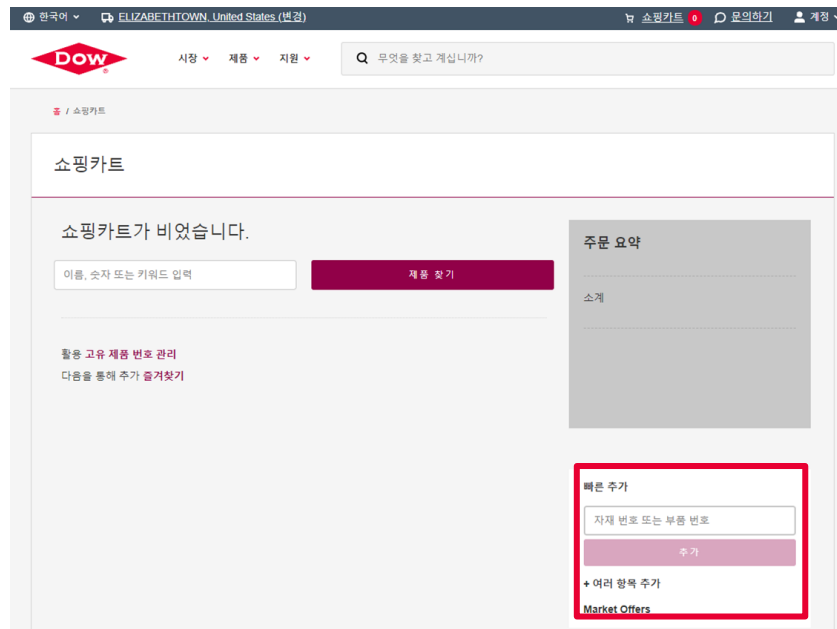 한국어
ELIZABETHTOWN, United States (변경)
쇼핑카트 0
문의하기
계정
DOW
시장
제품
지원
무엇을 찾고 계십니까?
홈 / 쇼핑카트
쇼핑카트
쇼핑카트가 비었습니다.
이름, 숫자 또는 키워드 입력
제품 찾기
활용 고유 제품 번호 관리
다음을 통해 추가 즐겨찾기
주문 요약
소계
빠른 추가
자재 번호 또는 부품 번호
추가
+ 여러 항목 추가
Market Offers